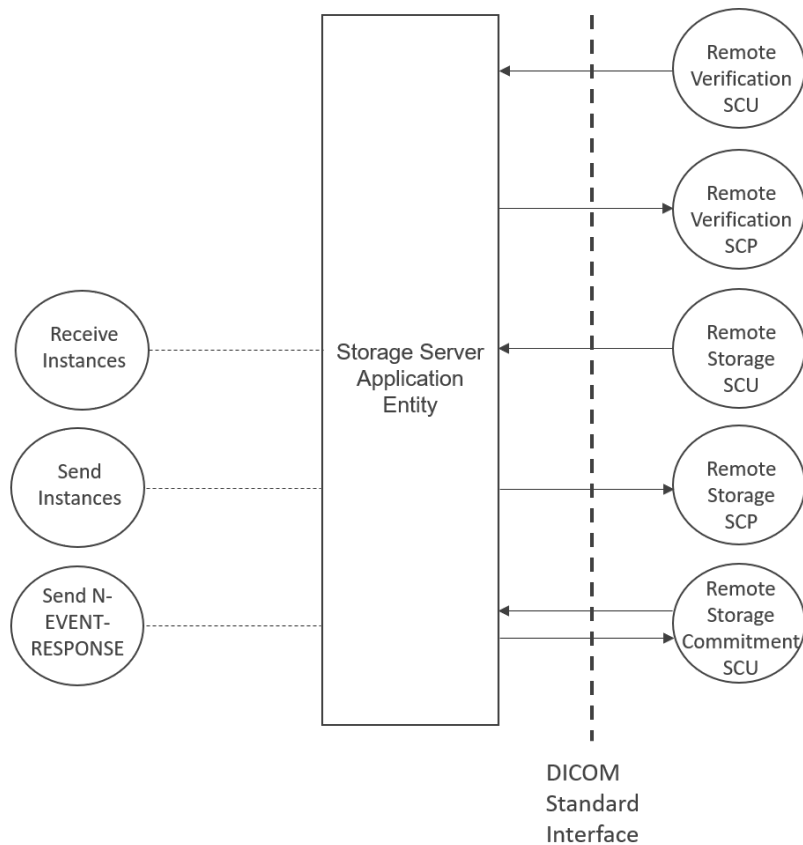 Remote
Verification
SCU
Remote
Verification
SCP
Receive
Instances
Storage Server
Application
Entity
Remote
Storage
SCU
Send
Instances
Remote
Storage
SCP
Send N-
EVENT-
RESPONSE
Remote
Storage
Commitment
SCU
DICOM
Standard
Interface